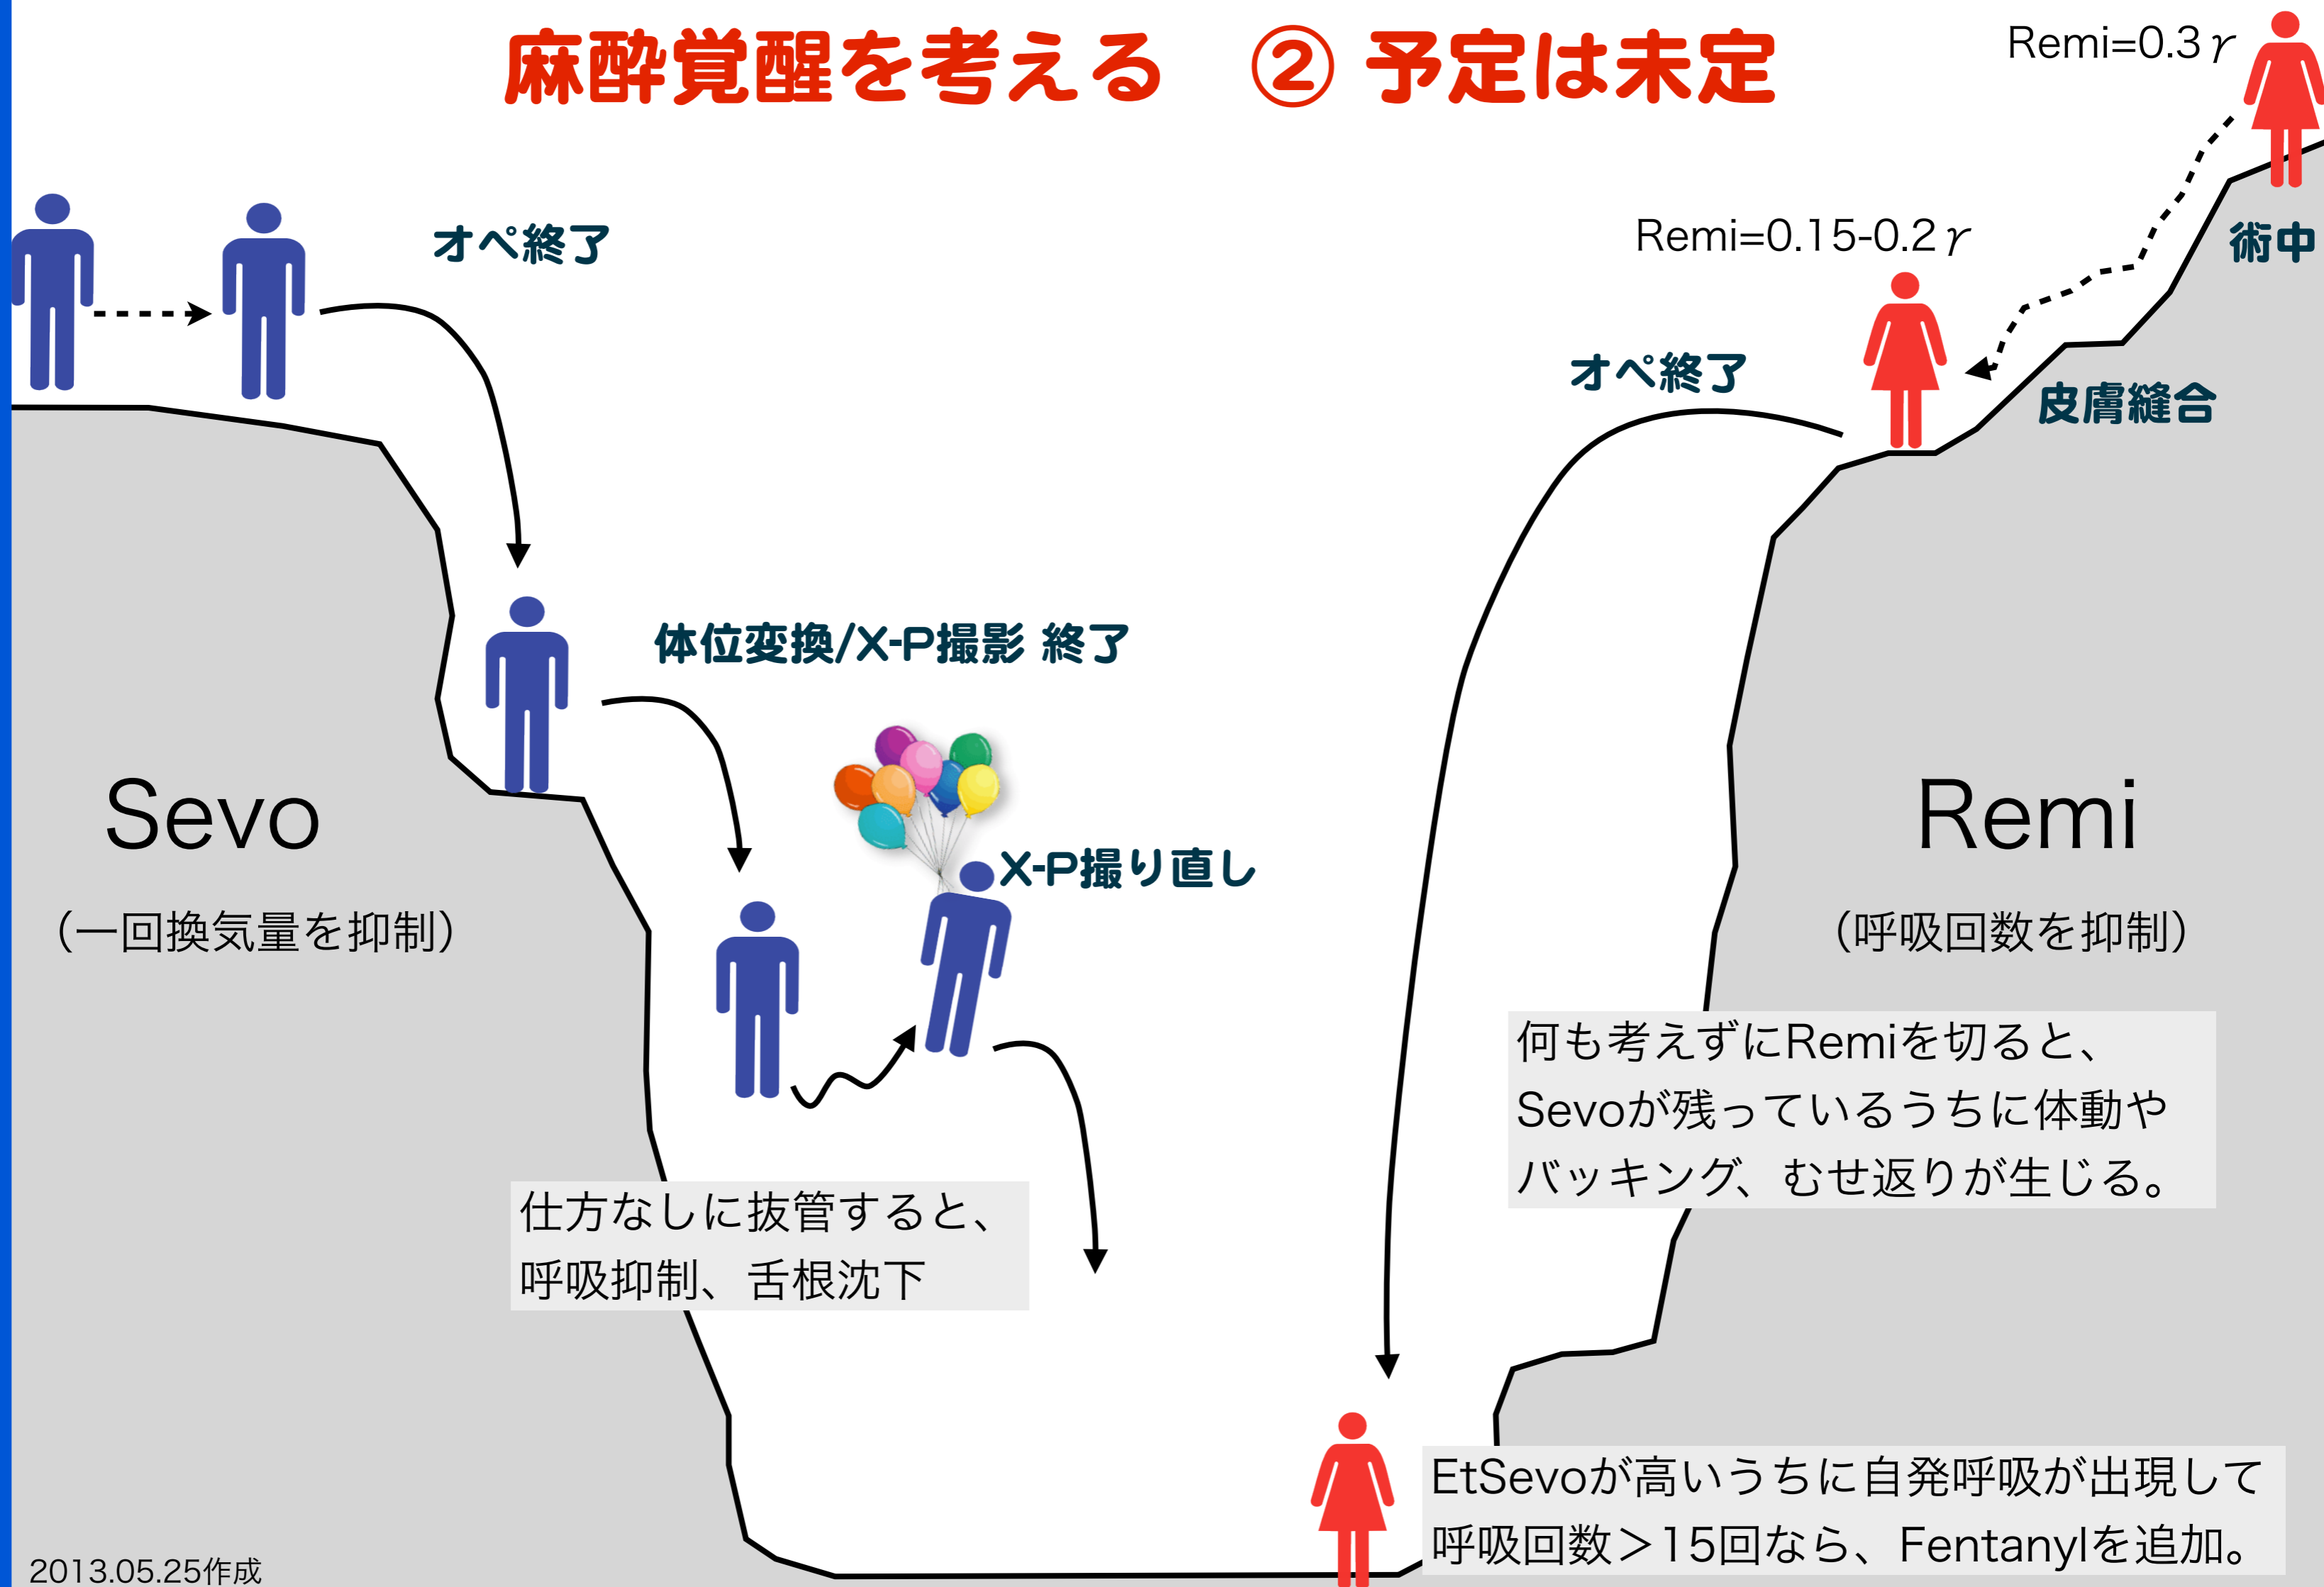 麻酔覚醒を考える ② 予定は未定
Remi=0.3γ
術中
Remi=0.15-0.2γ
皮膚縫合
オペ終了
オペ終了
体位変換/X-P撮影 終了
X-P撮り直し
Sevo
（一回換気量を抑制）
Remi
（呼吸回数を抑制）
何も考えずにRemiを切ると、
Sevoが残っているうちに体動や
バッキング、むせ返りが生じる。
仕方なしに抜管すると、
呼吸抑制、舌根沈下
EtSevoが高いうちに自発呼吸が出現して
呼吸回数＞15回なら、Fentanylを追加。
2013.05.25作成